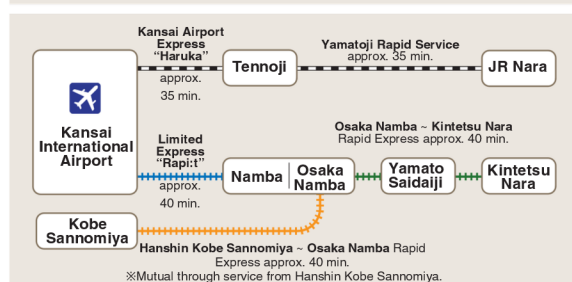 Kansai Airport
Express
“Haruka”
approx.
35 min.
Yamatoji Rapid Service
approx. 35 min.
Tennoji
JR Nara
Kansai
International
Airport
Limited
Express
“Rapi:t”
approx.
40 min.
Osaka Namba ~ Kintetsu Nara
Rapid Express approx. 40 min.
Namba
Osaka
Namba
Yamato
Saidaiji
Kintetsu
Nara
Kobe
Sannomiya
Hanshin Kobe Sannomiya ~ Osaka Namba Rapid
Express approx. 40 min.
※Mutual through service from Hanshin Kobe Sannomiya.